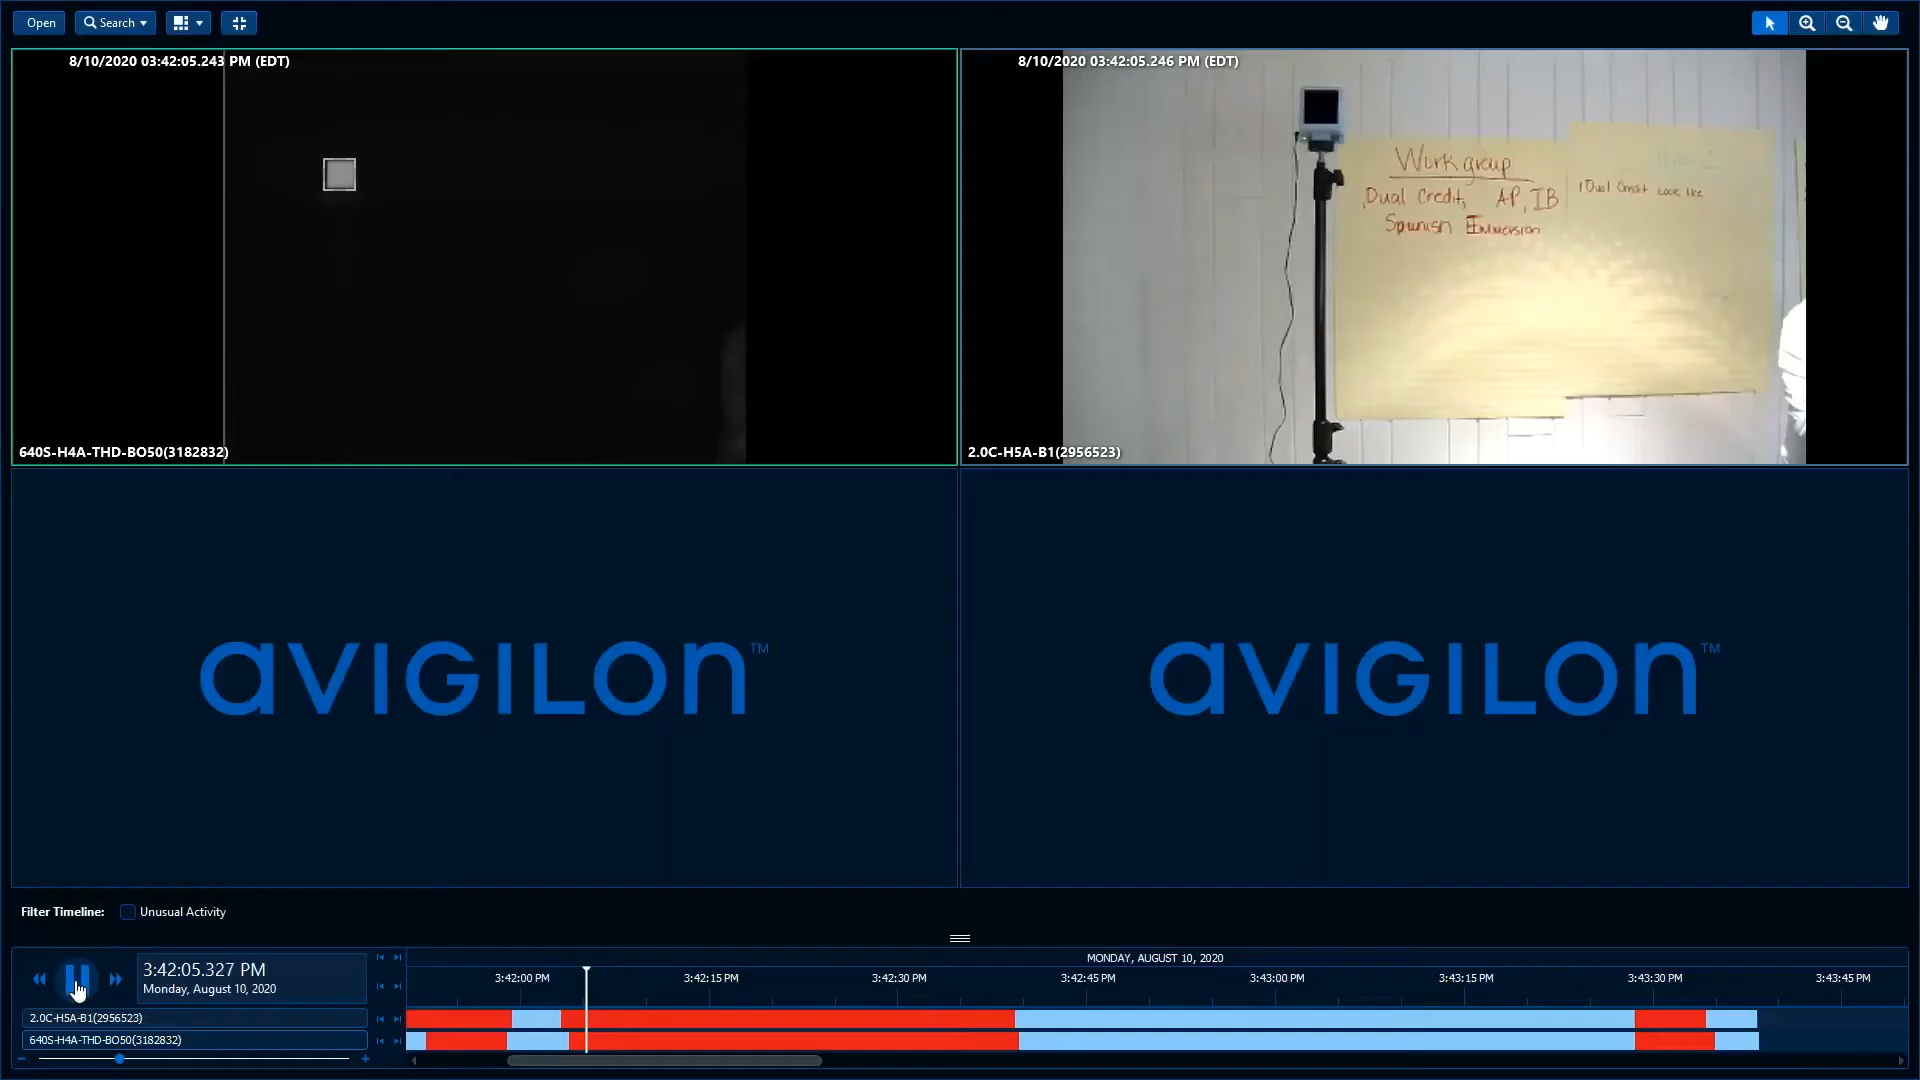 Open
Search
8/10/2020 03:42:05.243 PM (EDT)
8/10/2020 03:42:05.246 PM (EDT)
Work group
Dual Credit, AP, IB
Spanish Immersion
1 Dual Credit Look like
640S-H4A-THD-BO50(3182832)
2.0C-H5A-B1(2956523)
aVIGILON™
aVIGILON™
Filter Timeline:
Unusual Activity
3:42:05.327 PM
Monday, August 10, 2020
MONDAY, AUGUST 10, 2020
3:42:00 PM
3:42:15 PM
3:42:30 PM
3:42:45 PM
3:43:00 PM
3:43:15 PM
3:43:30 PM
3:43:45 PM
2.0C-H5A-B1(2956523)
640S-H4A-THD-BO50(3182832)